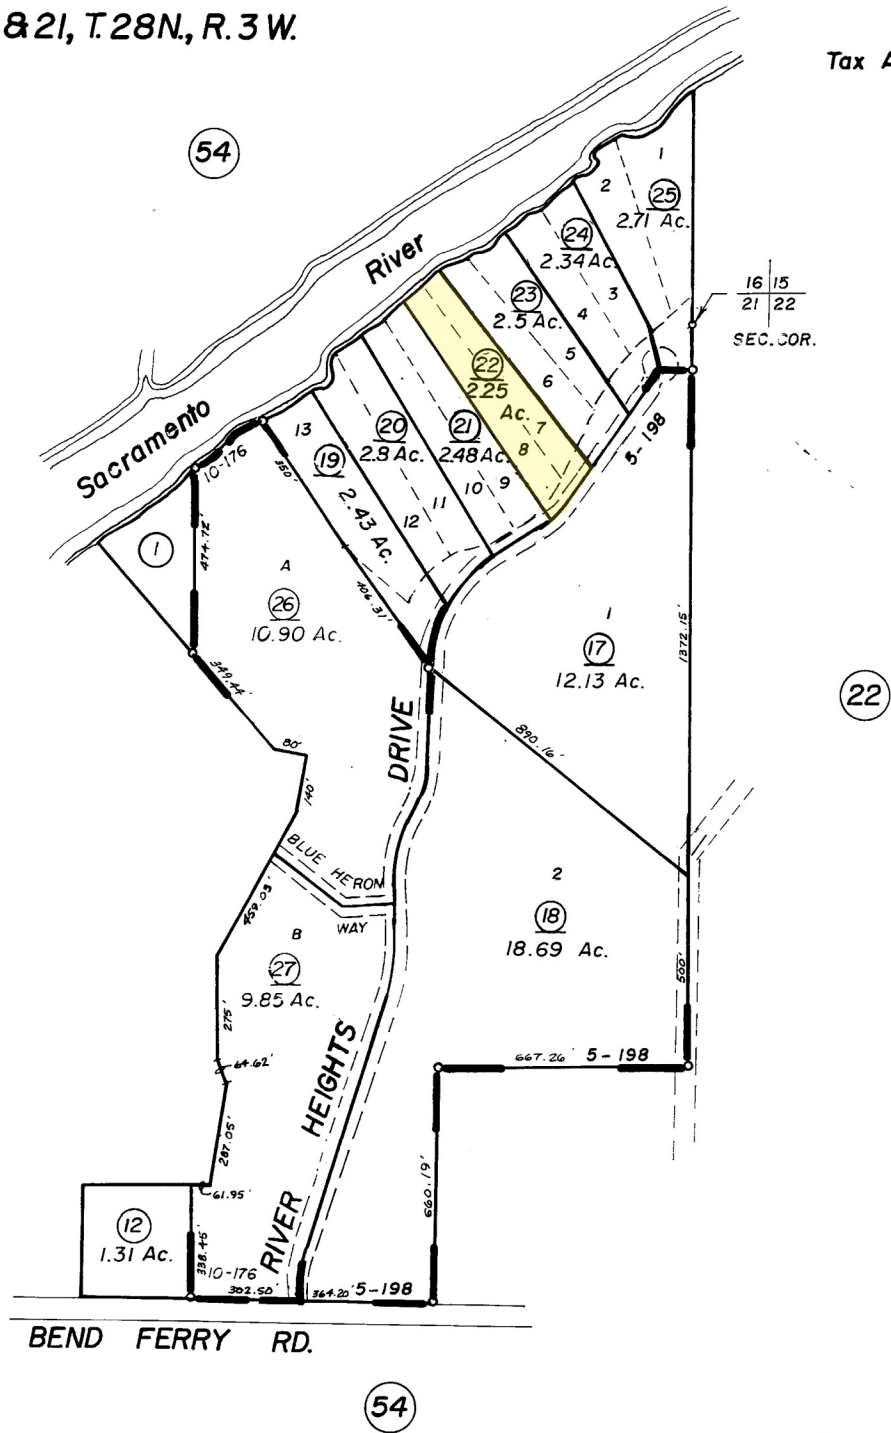 & 21, T. 28N., R. 3 W.
Tax A
54
River
Sacramento
1
2
25
2.71 Ac.
24
2.34 Ac.
3
16 15
21 22
SEC. COR.
23
2.5 Ac.
4
5
6
22
2.25
Ac.
7
8
21
2.48 Ac.
9
10
20
2.8 Ac.
11
12
13
19
2.43 Ac.
5-198
10-176
350'
474.72'
1
A
26
10.90 Ac.
406.31'
349.44'
80'
140'
1
17
12.13 Ac.
1372.15'
22
890.16
DRIVE
BLUE HERON
WAY
459.03'
B
27
9.85 Ac.
2
18
18.69 Ac.
500'
275'
64.62'
HEIGHTS
667.26' 5-198
287.05'
61.95'
660.19'
12
1.31 Ac.
338.45'
RIVER
10-176
302.50'
364.20' 5-198
BEND FERRY RD.
54